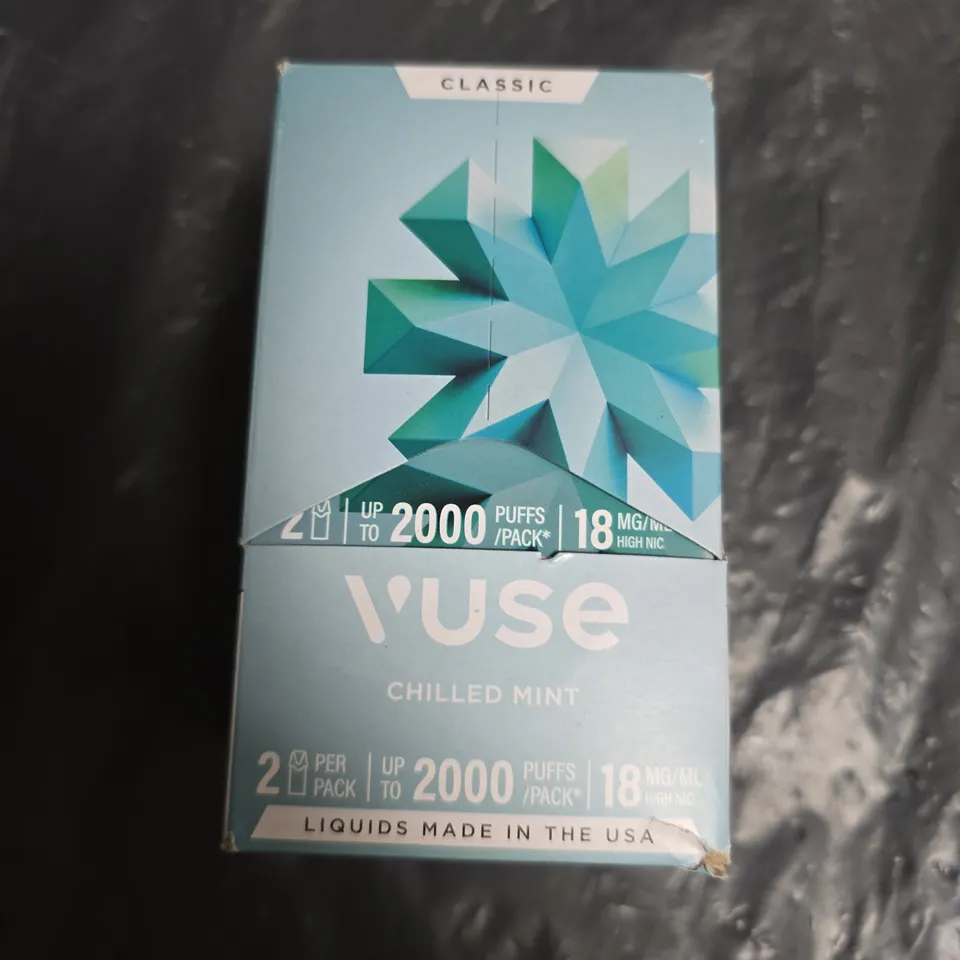 CLASSIC
2 | UP TO 2000 PUFFS /PACK* | 18 MG/ML HIGH NIC
vuse
CHILLED MINT
2 PER PACK | UP TO 2000 PUFFS /PACK* | 18 MG/ML HIGH NIC
LIQUIDS MADE IN THE USA